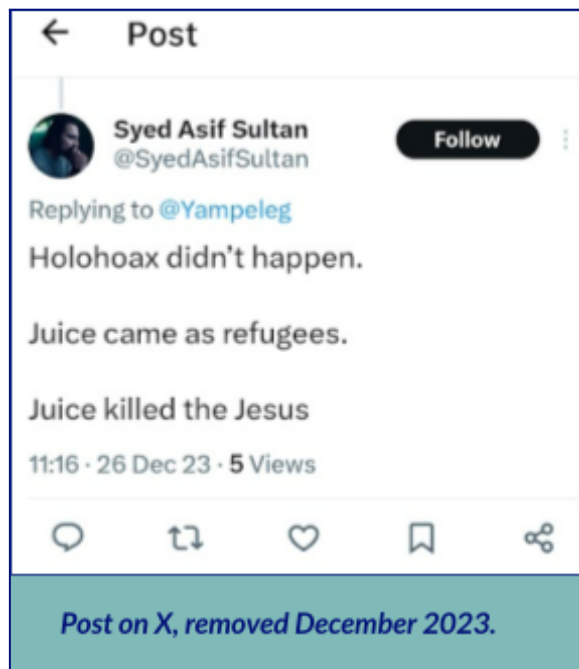 Post
Syed Asif Sultan
@SyedAsifSultan
Follow
Replying to @Yampeleg
Holohoax didn’t happen.
Juice came as refugees.
Juice killed the Jesus
11:16 · 26 Dec 23 · 5 Views
Post on X, removed December 2023.